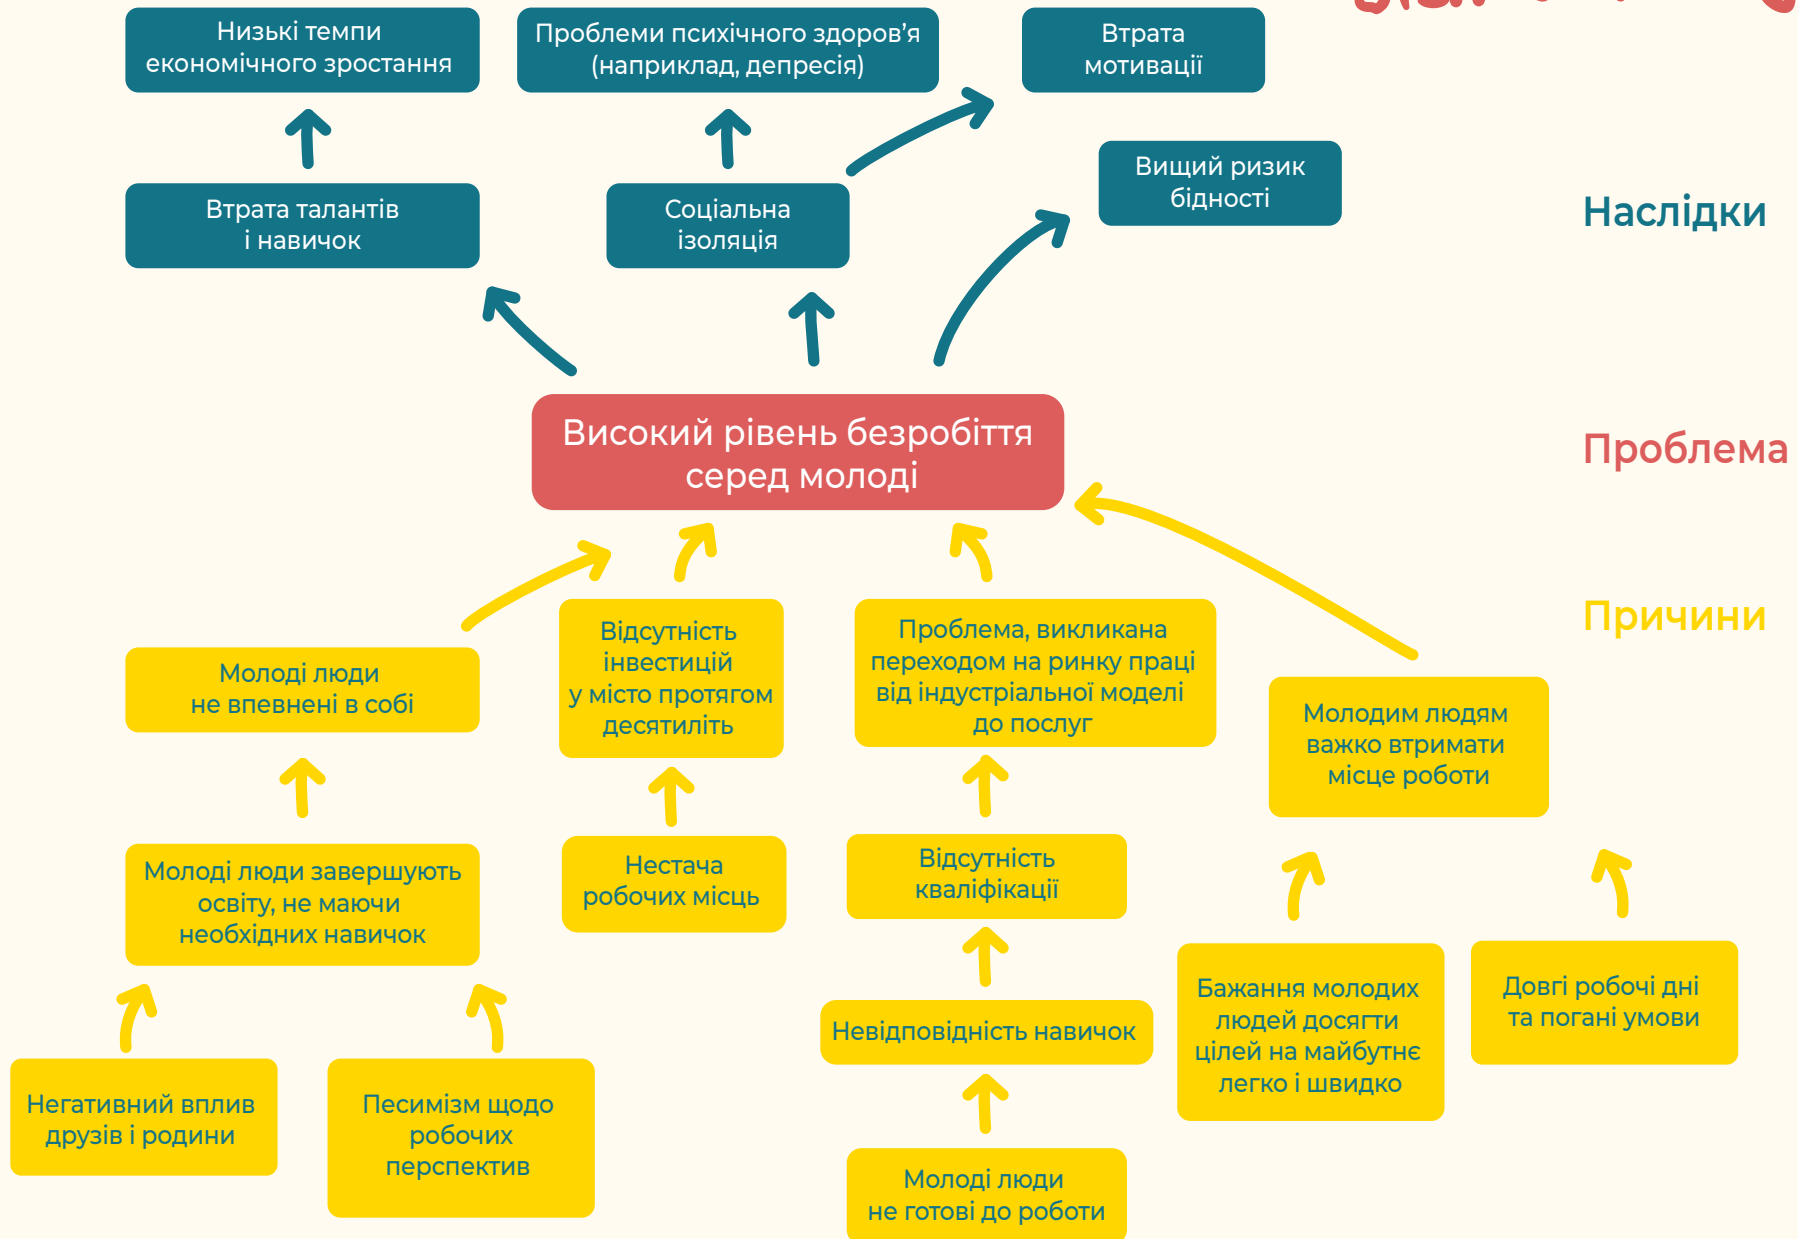 Низькі темпи
економічного зростання
Проблеми психічного здоров’я
(наприклад, депресія)
Втрата
мотивації
Втрата талантів
і навичок
Соціальна
ізоляція
Вищий ризик
бідності
Наслідки
Високий рівень безробіття
серед молоді
Проблема
Причини
Молоді люди
не впевнені в собі
Відсутність
інвестицій
у місто протягом
десятиліть
Проблема, викликана
переходом на ринку праці
від індустріальної моделі
до послуг
Молодим людям
важко втримати
місце роботи
Молоді люди завершують
освіту, не маючи
необхідних навичок
Нестача
робочих місць
Відсутність
кваліфікації
Невідповідність навичок
Бажання молодих
людей досягти
цілей на майбутнє
легко і швидко
Довгі робочі дні
та погані умови
Негативний вплив
друзів і родини
Песимізм щодо
робочих
перспектив
Молоді люди
не готові до роботи